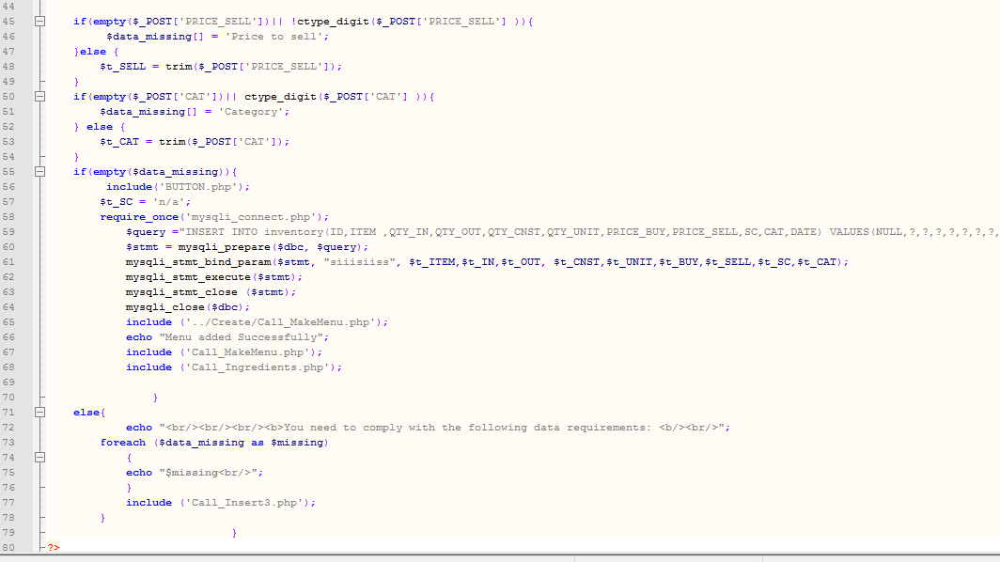 44
45 if(empty($_POST['PRICE_SELL'])|| !ctype_digit($_POST['PRICE_SELL'] )){
46 $data_missing[] = 'Price to sell';
47 }else {
48 $t_SELL = trim($_POST['PRICE_SELL']);
49 }
50 if(empty($_POST['CAT'])|| ctype_digit($_POST['CAT'] )){
51 $data_missing[] = 'Category';
52 } else {
53 $t_CAT = trim($_POST['CAT']);
54 }
55 if(empty($data_missing)){
56 include('BUTTON.php');
57 $t_SC = 'n/a';
58 require_once('mysqli_connect.php');
59 $query ="INSERT INTO inventory(ID,ITEM ,QTY_IN,QTY_OUT,QTY_CNST,QTY_UNIT,PRICE_BUY,PRICE_SELL,SC,CAT,DATE) VALUES(NULL,?,?,?,?,?,?,?,
60 $stmt = mysqli_prepare($dbc, $query);
61 mysqli_stmt_bind_param($stmt, "siiisiiss", $t_ITEM,$t_IN,$t_OUT, $t_CNST,$t_UNIT,$t_BUY,$t_SELL,$t_SC,$t_CAT);
62 mysqli_stmt_execute($stmt);
63 mysqli_stmt_close ($stmt);
64 mysqli_close($dbc);
65 include ('../Create/Call_MakeMenu.php');
66 echo "Menu added Successfully";
67 include ('Call_MakeMenu.php');
68 include ('Call_Ingredients.php');
69
70 }
71 else{
72 echo "<br/><br/><br/><b>You need to comply with the following data requirements: <b/><br/>";
73 foreach ($data_missing as $missing)
74 {
75 echo "$missing<br/>";
76 }
77 include ('Call_Insert3.php');
78 }
79 }
80 ?>